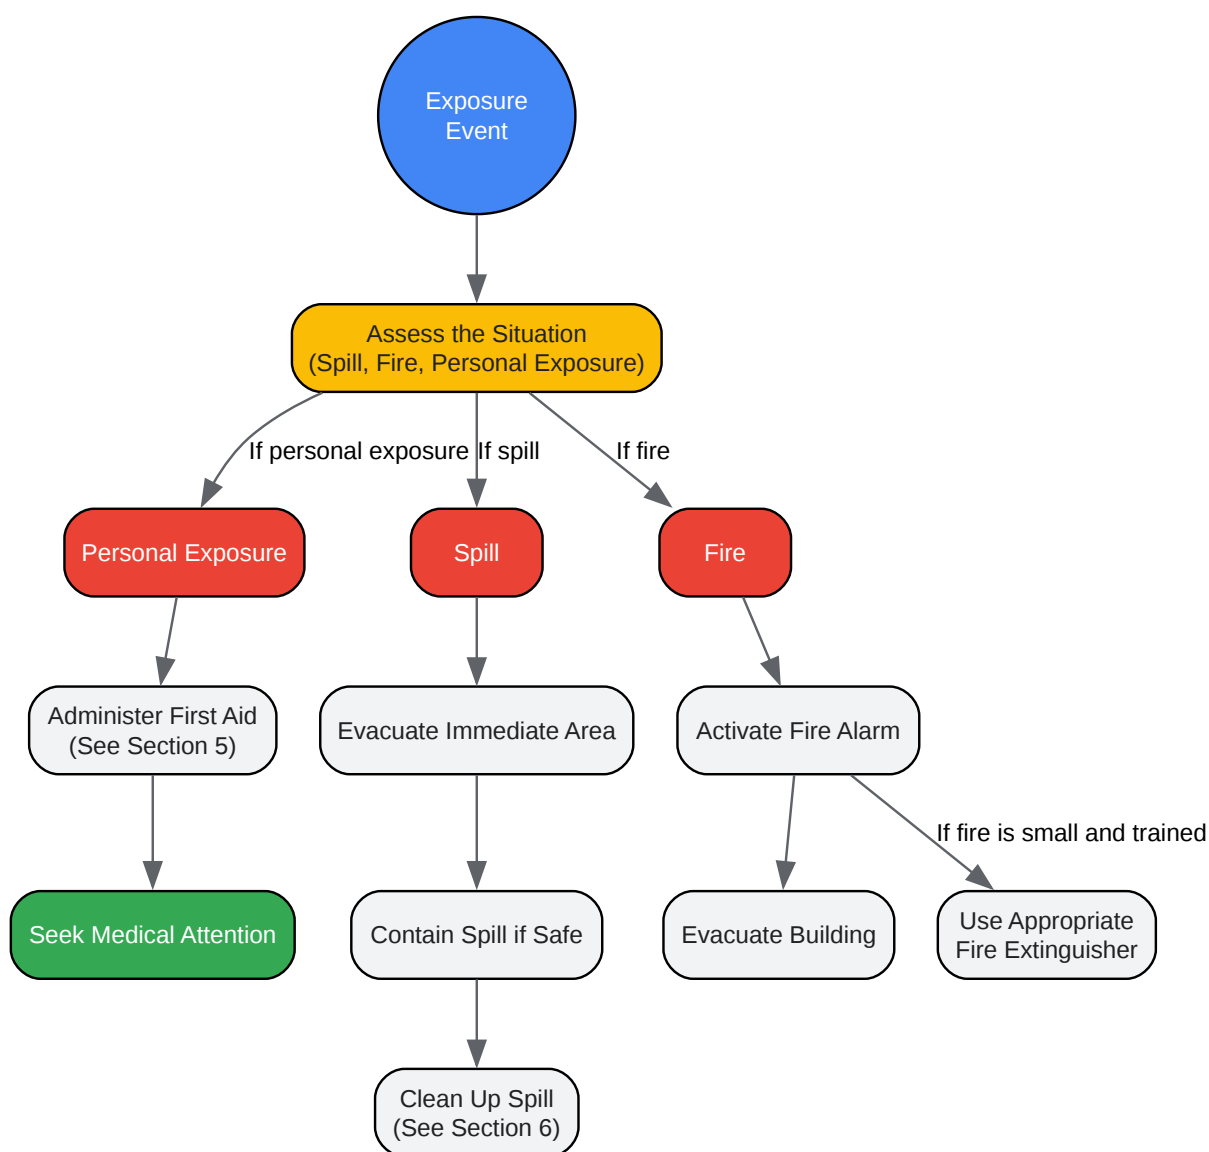 Exposure
Event
Assess the Situation
(Spill, Fire, Personal Exposure)
If personal exposure
If spill
If fire
Personal Exposure
Spill
Fire
Administer First Aid
(See Section 5)
Evacuate Immediate Area
Activate Fire Alarm
If fire is small and trained
Seek Medical Attention
Contain Spill if Safe
Evacuate Building
Use Appropriate
Fire Extinguisher
Clean Up Spill
(See Section 6)